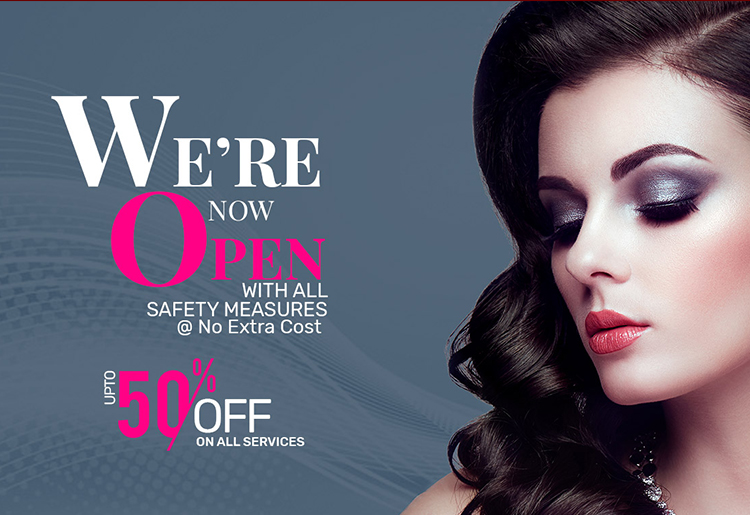 WE'RE
NOW
OPEN
WITH ALL
SAFETY MEASURES
@ No Extra Cost
UPTO
50%
OFF
ON ALL SERVICES